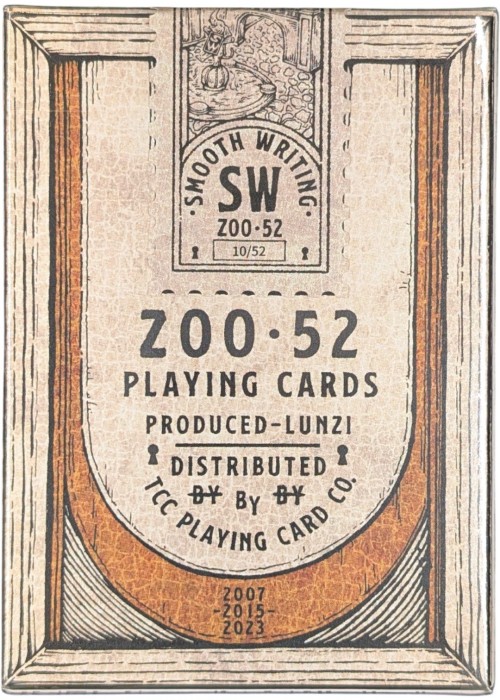 ·SMOOTH WRITING·
SW
ZOO·52
10/52
ZOO·52
PLAYING CARDS
PRODUCED-LUNZI
DISTRIBUTED
BY By BY
TCC PLAYING CARD CO.
2007
-2015-
2023